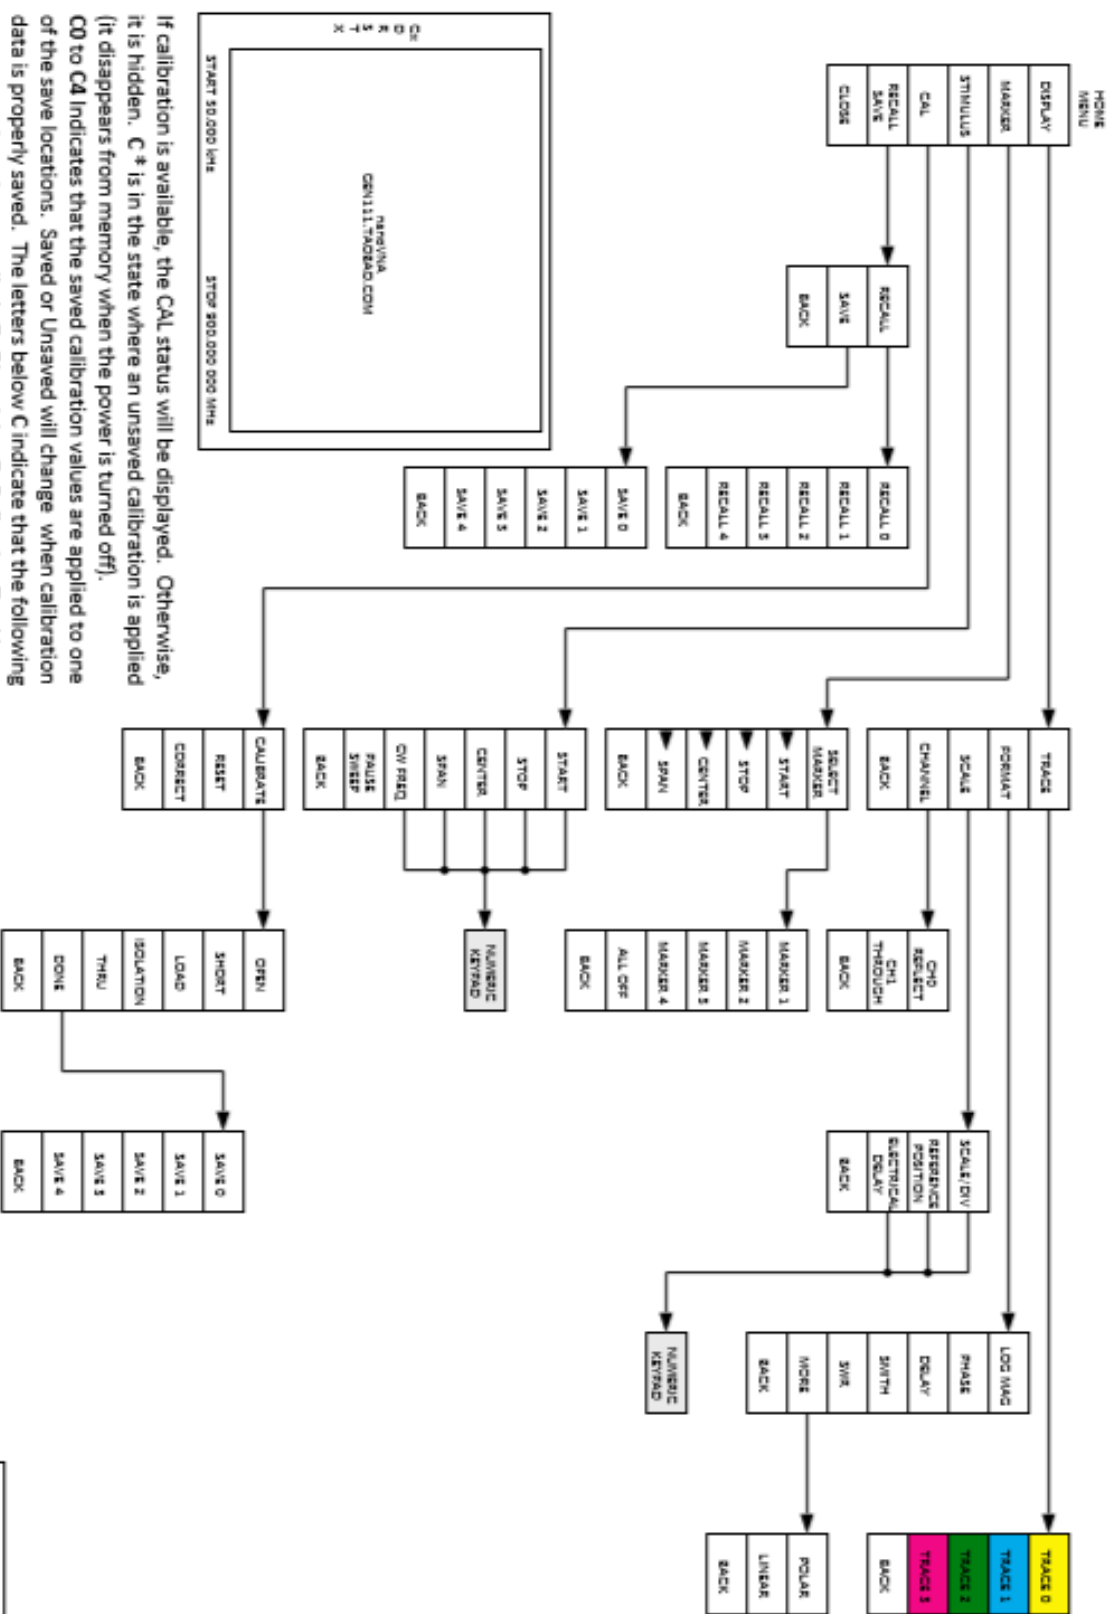 HOME
MENU
DISPLAY
MARKER
STIMULUS
CAL
RECALL
SAVE
CLOSE
RECALL
SAVE
BACK
RECALL 0
RECALL 1
RECALL 2
RECALL 3
RECALL 4
BACK
SAVE 0
SAVE 1
SAVE 2
SAVE 3
SAVE 4
BACK
TRACE
FORMAT
SCALE
CHANNEL
BACK
SELECT
MARKER
START
STOP
CENTER
SPAN
BACK
START
STOP
CENTER
SPAN
CW FREQ
PAUSE
SWEEP
BACK
CALIBRATE
RESET
CORRECT
BACK
CH0
REFLECT
CH1
THROUGH
BACK
MARKER 1
MARKER 2
MARKER 3
MARKER 4
ALL OFF
BACK
NUMERIC
KEYPAD
OPEN
SHORT
LOAD
ISOLATION
THRU
DONE
BACK
SCALE/DIV
REFERENCE
POSITION
ELECTRICAL
DELAY
BACK
SAVE 0
SAVE 1
SAVE 2
SAVE 3
SAVE 4
BACK
LOG MAG
PHASE
DELAY
SMITH
SWR
MORE
BACK
NUMERIC
KEYPAD
TRACE 0
TRACE 1
TRACE 2
TRACE 3
BACK
POLAR
LINEAR
BACK
nanoVNA
GEN111.TAOBAO.COM
START 50.000 kHz STOP 900.000 000 MHz
If calibration is available, the CAL status will be displayed. Otherwise,
it is hidden. C * is in the state where an unsaved calibration is applied
(it disappears from memory when the power is turned off).
C0 to C4 Indicates that the saved calibration values are applied to one
of the save locations. Saved or Unsaved will change when calibration
data is properly saved. The letters below C indicate that the following